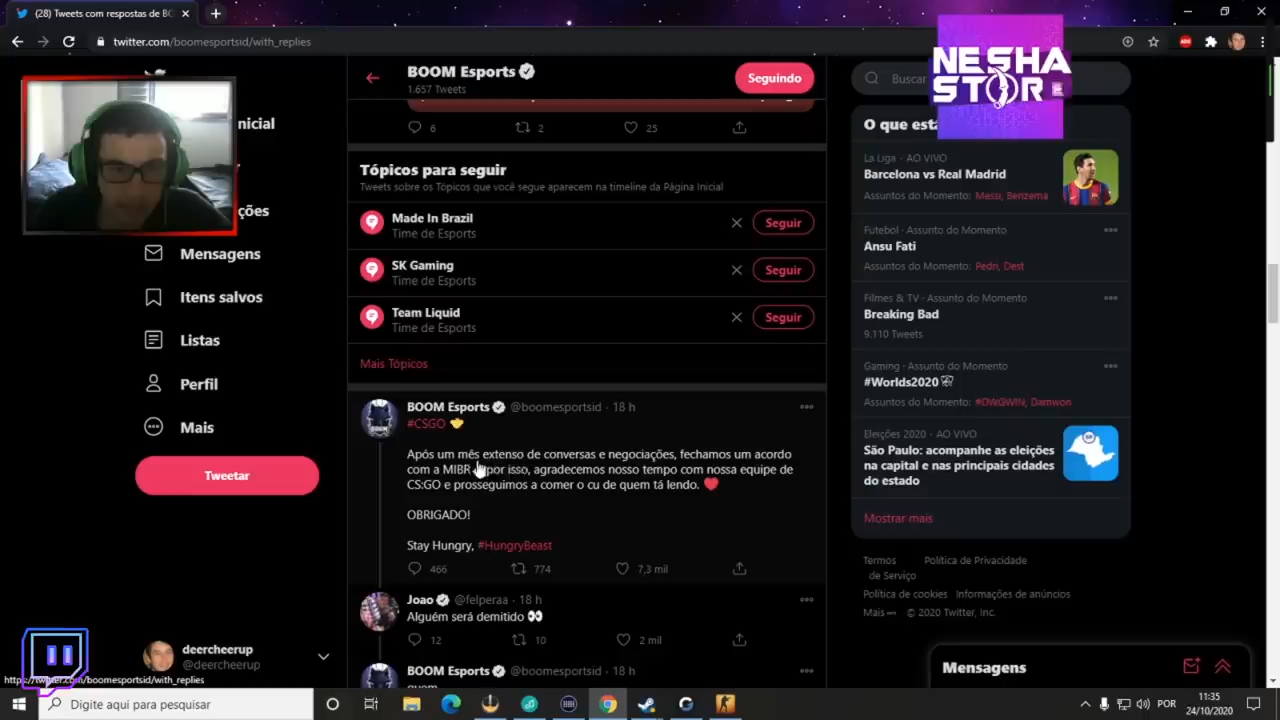 (28) Tweets com respostas de BO
twitter.com/boomesportsid/with_replies
NESHA
STORE
BOOM Esports
1.657 Tweets
Seguindo
Buscar
nicial
ções
Mensagens
Itens salvos
Listas
Perfil
Mais
Tweetar
deercheerup
@deercheerup
6
2
25
Tópicos para seguir
Tweets sobre os Tópicos que você segue aparecem na timeline da Página Inicial
Made In Brazil
Time de Esports
Seguir
SK Gaming
Time de Esports
Seguir
Team Liquid
Time de Esports
Seguir
Mais Tópicos
BOOM Esports @boomesportsid · 18 h
#CSGO
Após um mês extenso de conversas e negociações, fechamos um acordo
com a MIBR por isso, agradecemos nosso tempo com nossa equipe de
CS:GO e prosseguimos a comer o cu de quem tá lendo. ❤️
OBRIGADO!
Stay Hungry, #HungryBeast
466
774
7,3 mil
Joao @felperaa · 18 h
Alguém será demitido 👀
12
10
2 mil
BOOM Esports @boomesportsid · 18 h
quem
O que est
La Liga · AO VIVO
Barcelona vs Real Madrid
Assuntos do Momento: Messi, Benzema
Futebol · Assunto do Momento
Ansu Fati
Assuntos do Momento: Pedri, Dest
Filmes & TV · Assunto do Momento
Breaking Bad
9.110 Tweets
Gaming · Assunto do Momento
#Worlds2020
Assuntos do Momento: #DWGWIN, Damwon
Eleições 2020 · AO VIVO
São Paulo: acompanhe as eleições
na capital e nas principais cidades
do estado
Mostrar mais
Termos
de Serviço
Política de Privacidade
Política de cookies
Informações de anúncios
Mais
© 2020 Twitter, Inc.
Mensagens
https://twitter.com/boomesportsid/with_replies
Digite aqui para pesquisar
POR
11:35
24/10/2020